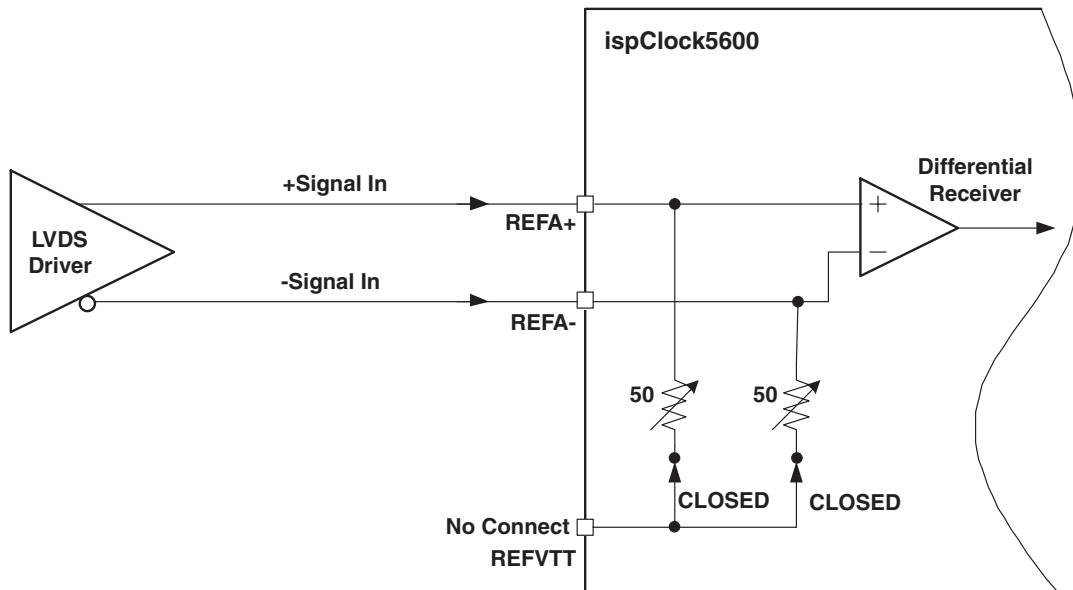 ispClock5600
Differential
Receiver
+Signal In
LVDS
Driver
REFA+
+
–
-Signal In
REFA-
50
50
CLOSED
CLOSED
No Connect
REFVTT